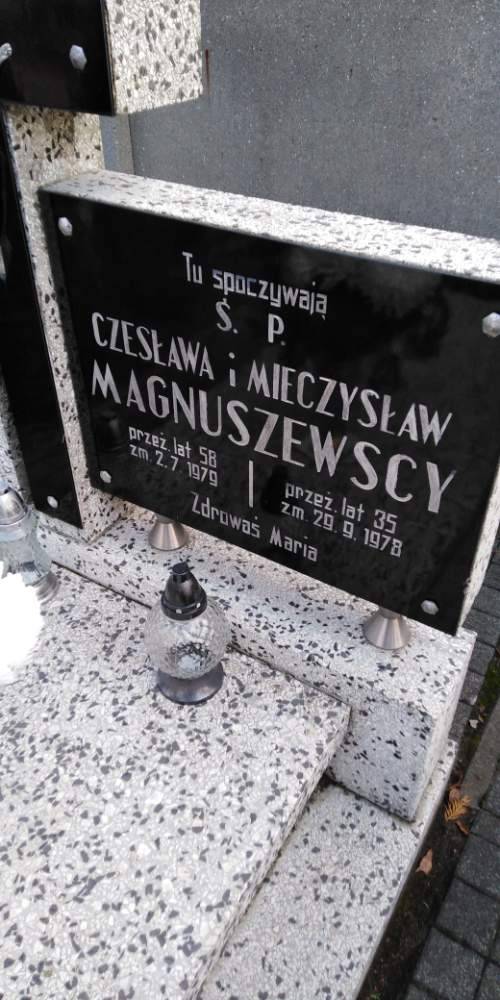 Tu spoczywają
Ś. P.
CZESŁAWA i MIECZYSŁAW
MAGNUSZEWSCY
przeż. lat 58
zm. 2. 7. 1979
przeż. lat 35
zm. 29. 9. 1978
Zdrowaś Maria